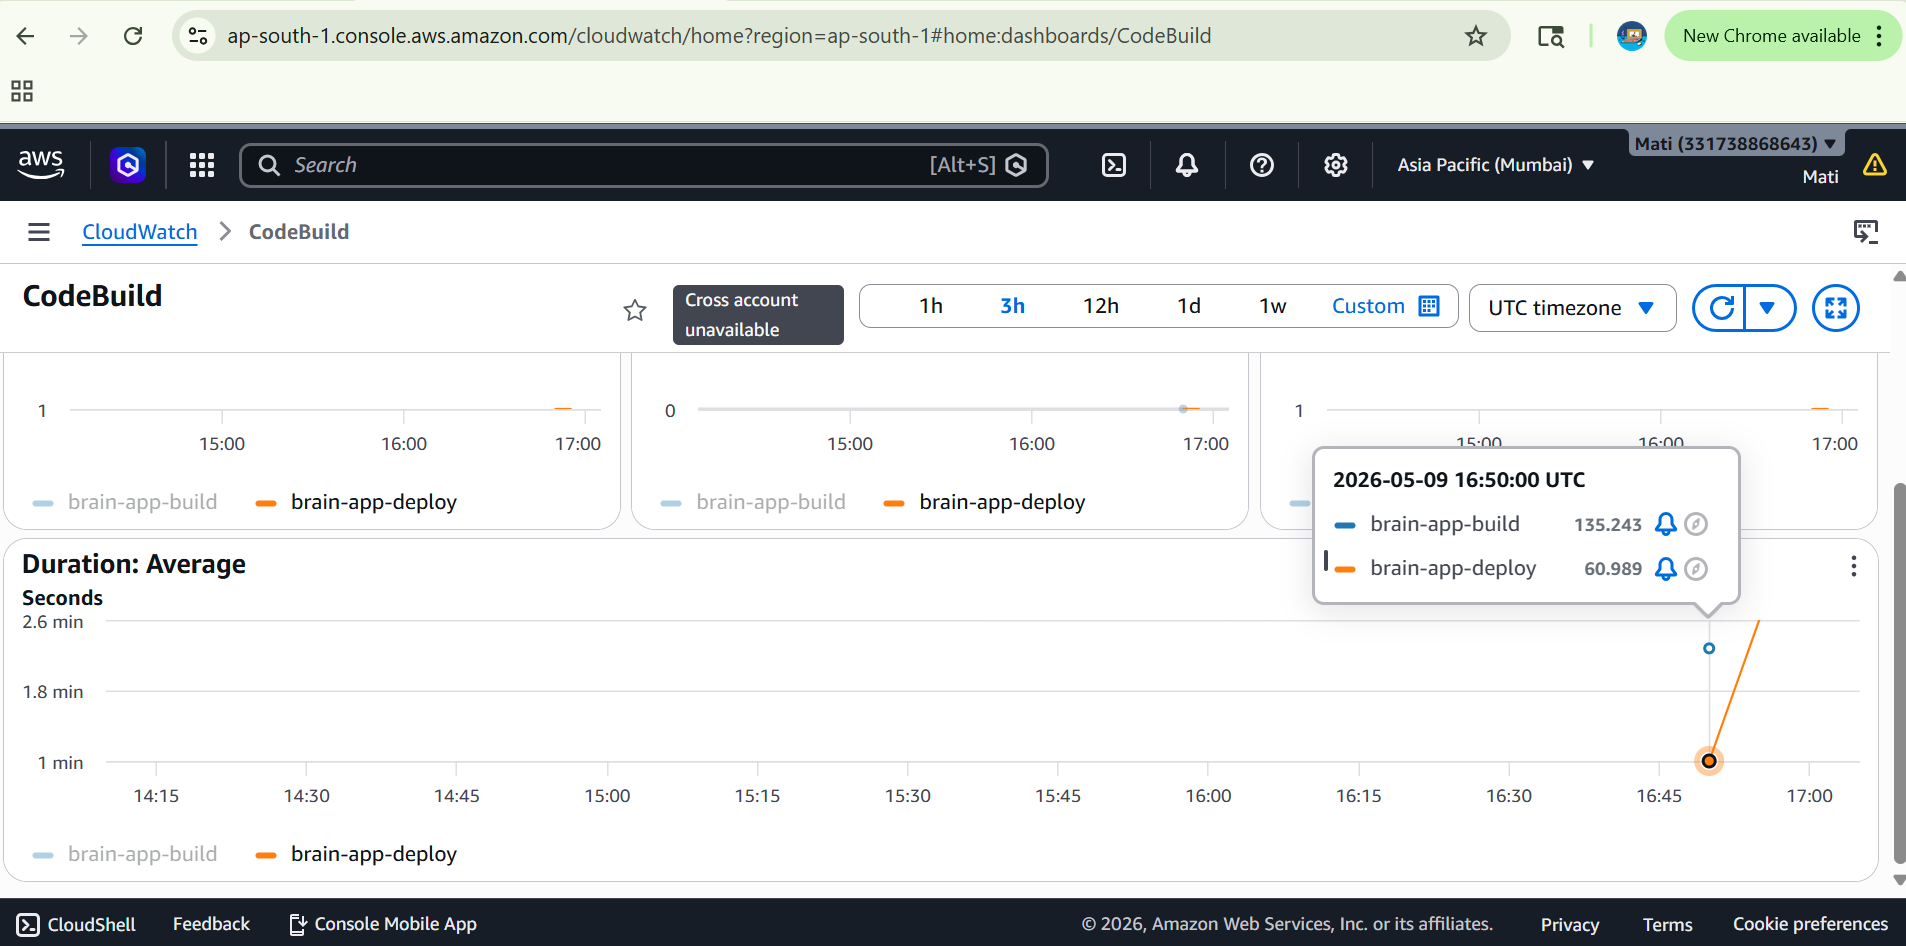 ap-south-1.console.aws.amazon.com/cloudwatch/home?region=ap-south-1#home:dashboards/CodeBuild
New Chrome available
aws
Search
[Alt+S]
Asia Pacific (Mumbai)
Mati (331738868643)
Mati
CloudWatch
CodeBuild
CodeBuild
Cross account
unavailable
1h
3h
12h
1d
1w
Custom
UTC timezone
1
15:00
16:00
17:00
brain-app-build
brain-app-deploy
0
15:00
16:00
17:00
brain-app-build
brain-app-deploy
1
15:00
16:00
17:00
2026-05-09 16:50:00 UTC
brain-app-build 135.243
brain-app-deploy 60.989
Duration: Average
Seconds
2.6 min
1.8 min
1 min
14:15
14:30
14:45
15:00
15:15
15:30
15:45
16:00
16:15
16:30
16:45
17:00
brain-app-build
brain-app-deploy
CloudShell
Feedback
Console Mobile App
© 2026, Amazon Web Services, Inc. or its affiliates.
Privacy
Terms
Cookie preferences